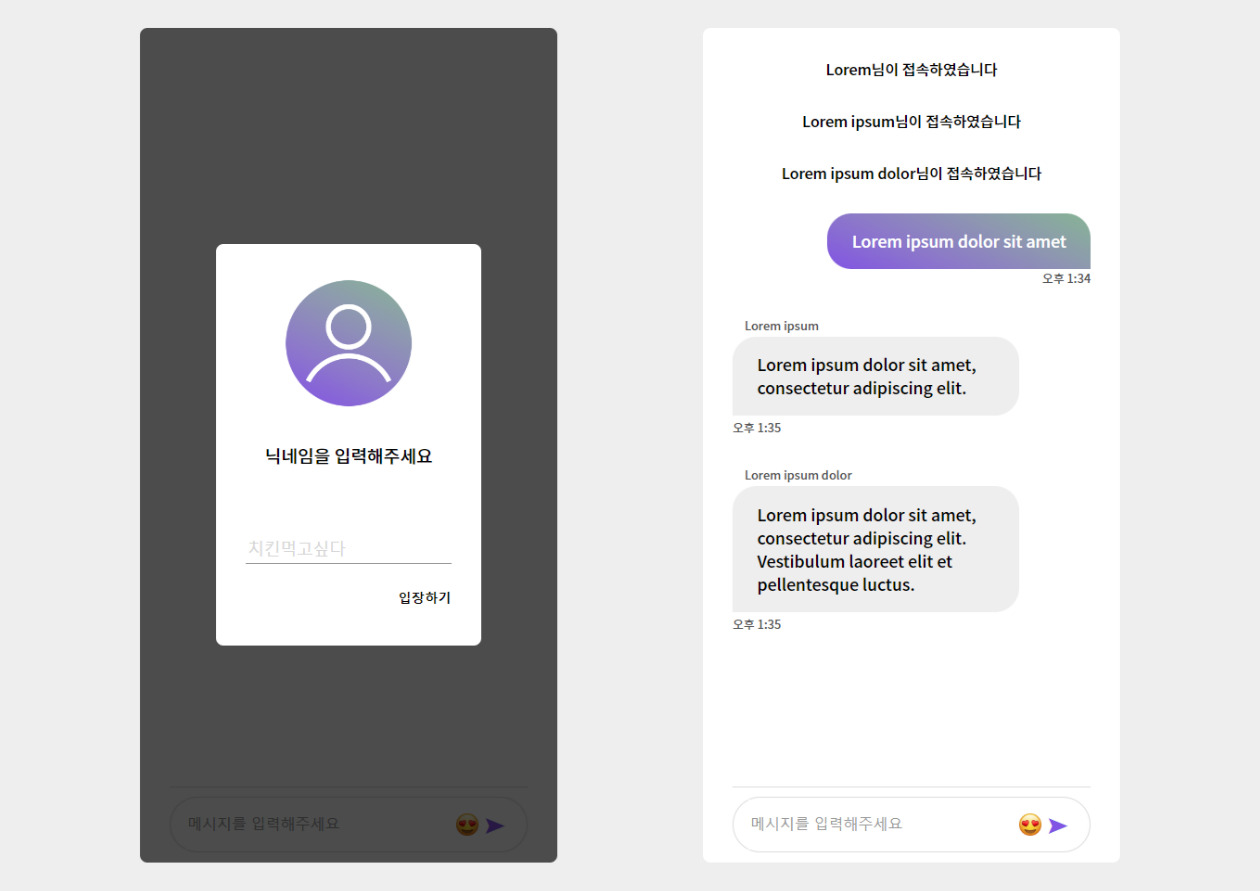 닉네임을 입력해주세요
치킨먹고싶다
입장하기
메시지를 입력해주세요
Lorem님이 접속하였습니다
Lorem ipsum님이 접속하였습니다
Lorem ipsum dolor님이 접속하였습니다
Lorem ipsum dolor sit amet
오후 1:34
Lorem ipsum
Lorem ipsum dolor sit amet,
consectetur adipiscing elit.
오후 1:35
Lorem ipsum dolor
Lorem ipsum dolor sit amet,
consectetur adipiscing elit.
Vestibulum laoreet elit et
pellentesque luctus.
오후 1:35
메시지를 입력해주세요